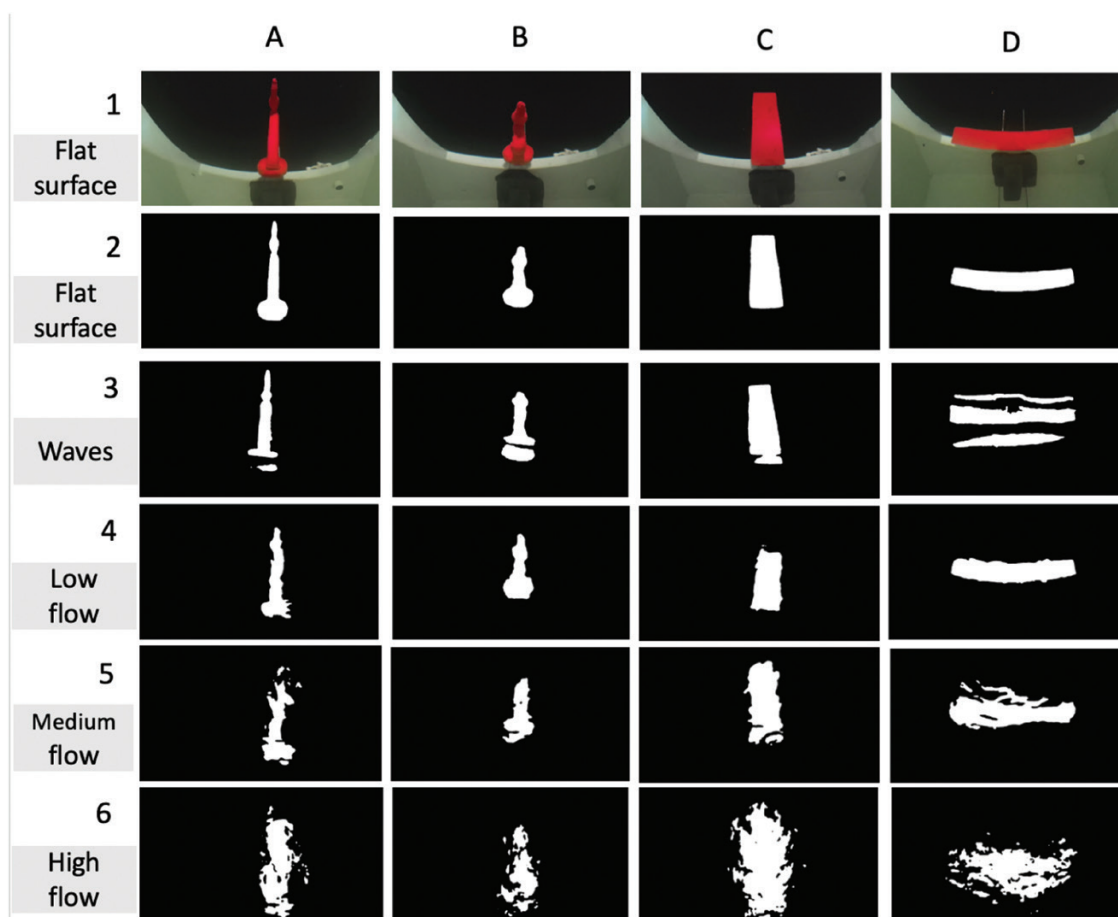 A B C D
1
Flat
surface
2
Flat
surface
3
Waves
4
Low
flow
5
Medium
flow
6
High
flow